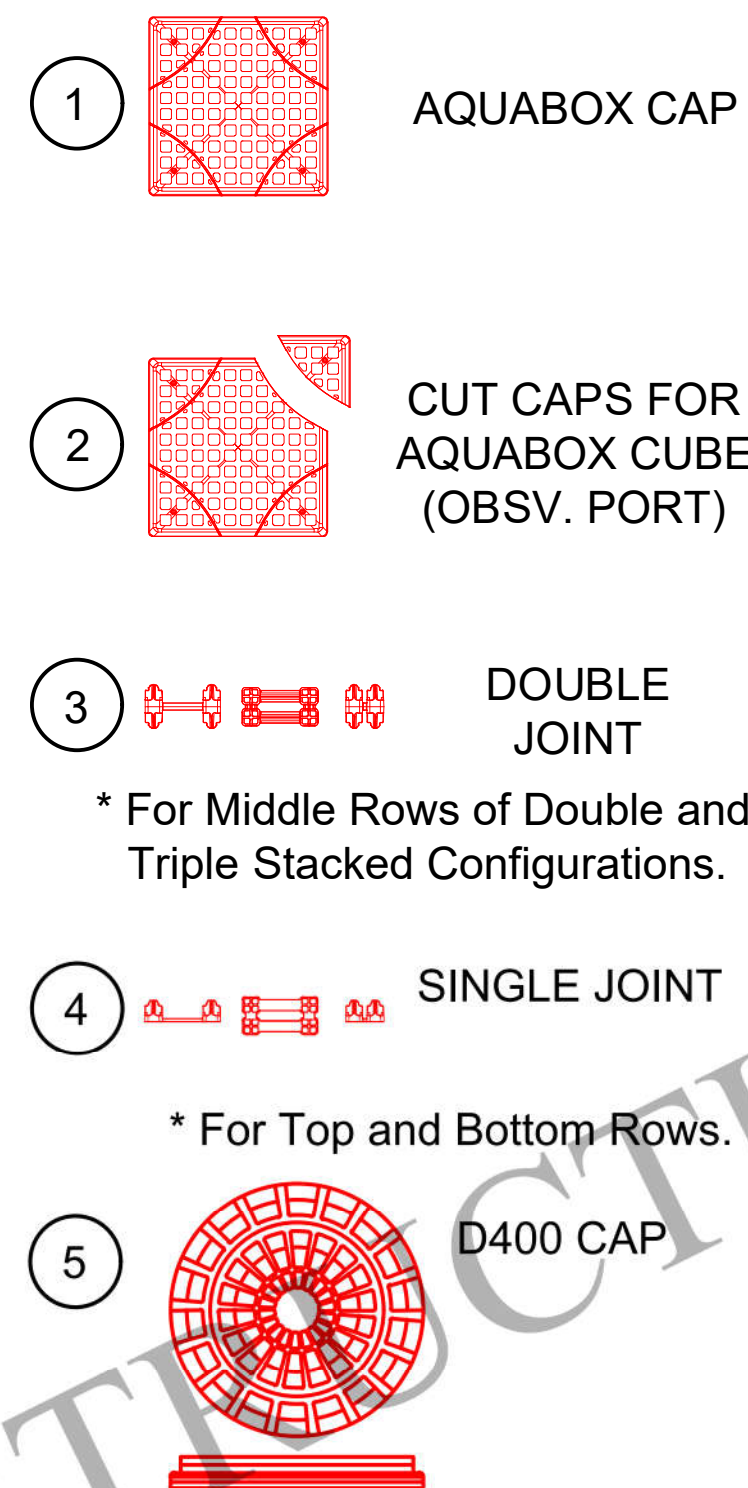 1
AQUABOX CAP
2
CUT CAPS FOR
AQUABOX CUBE
(OBSV. PORT)
3
DOUBLE
JOINT
* For Middle Rows of Double and
Triple Stacked Configurations.
4
SINGLE JOINT
* For Top and Bottom Rows.
5
D400 CAP
TRUCTI